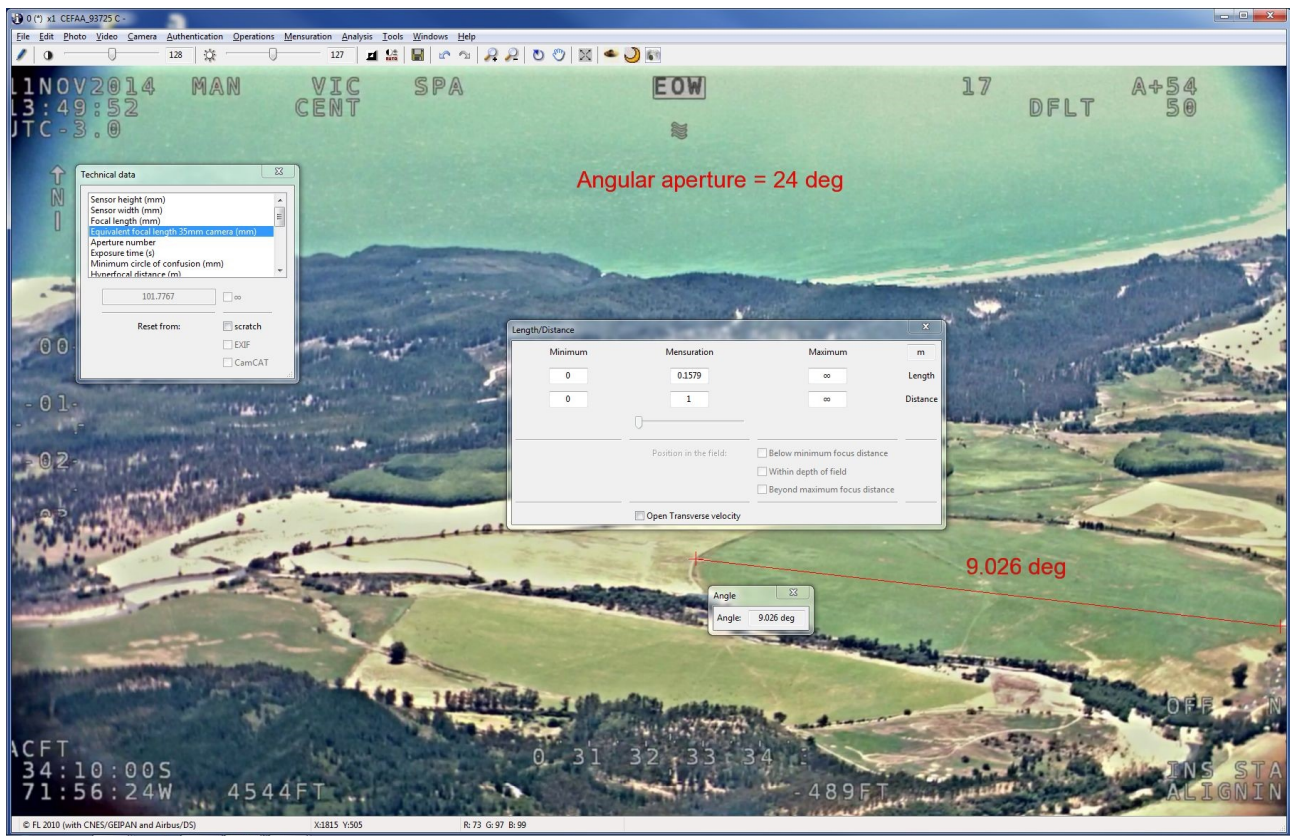 0 (*) x1 CEFAA_93725 C -
File Edit Photo Video Camera Authentication Operations Mensuration Analysis Tools Windows Help
128 127
11NOV2014 MAN VIC SPA EOW 17 A+54
13:49:52 CENT DFLT 50
UTC-3.0
Angular aperture = 24 deg
N
Technical data
Sensor height (mm)
Sensor width (mm)
Focal length (mm)
Equivalent focal length 35mm camera (mm)
Aperture number
Exposure time (s)
Minimum circle of confusion (mm)
Hyperfocal distance (m)
101.7767 ∞
Reset from: scratch
EXIF
CamCAT
Length/Distance
Minimum Mensuration Maximum m
0 0.1579 ∞ Length
0 1 ∞ Distance
Position in the field: Below minimum focus distance
Within depth of field
Beyond maximum focus distance
Open Transverse velocity
00
-01-
-02-
03
9.026 deg
Angle
Angle: 9.026 deg
OFF N
0 31 32 33 34
ACFT
34:10:00S INS STA
71:56:24W 4544FT -489FT ALIGNIN
© FL 2010 (with CNES/GEIPAN and Airbus/DS) X:1815 Y:505 R: 73 G: 97 B: 99